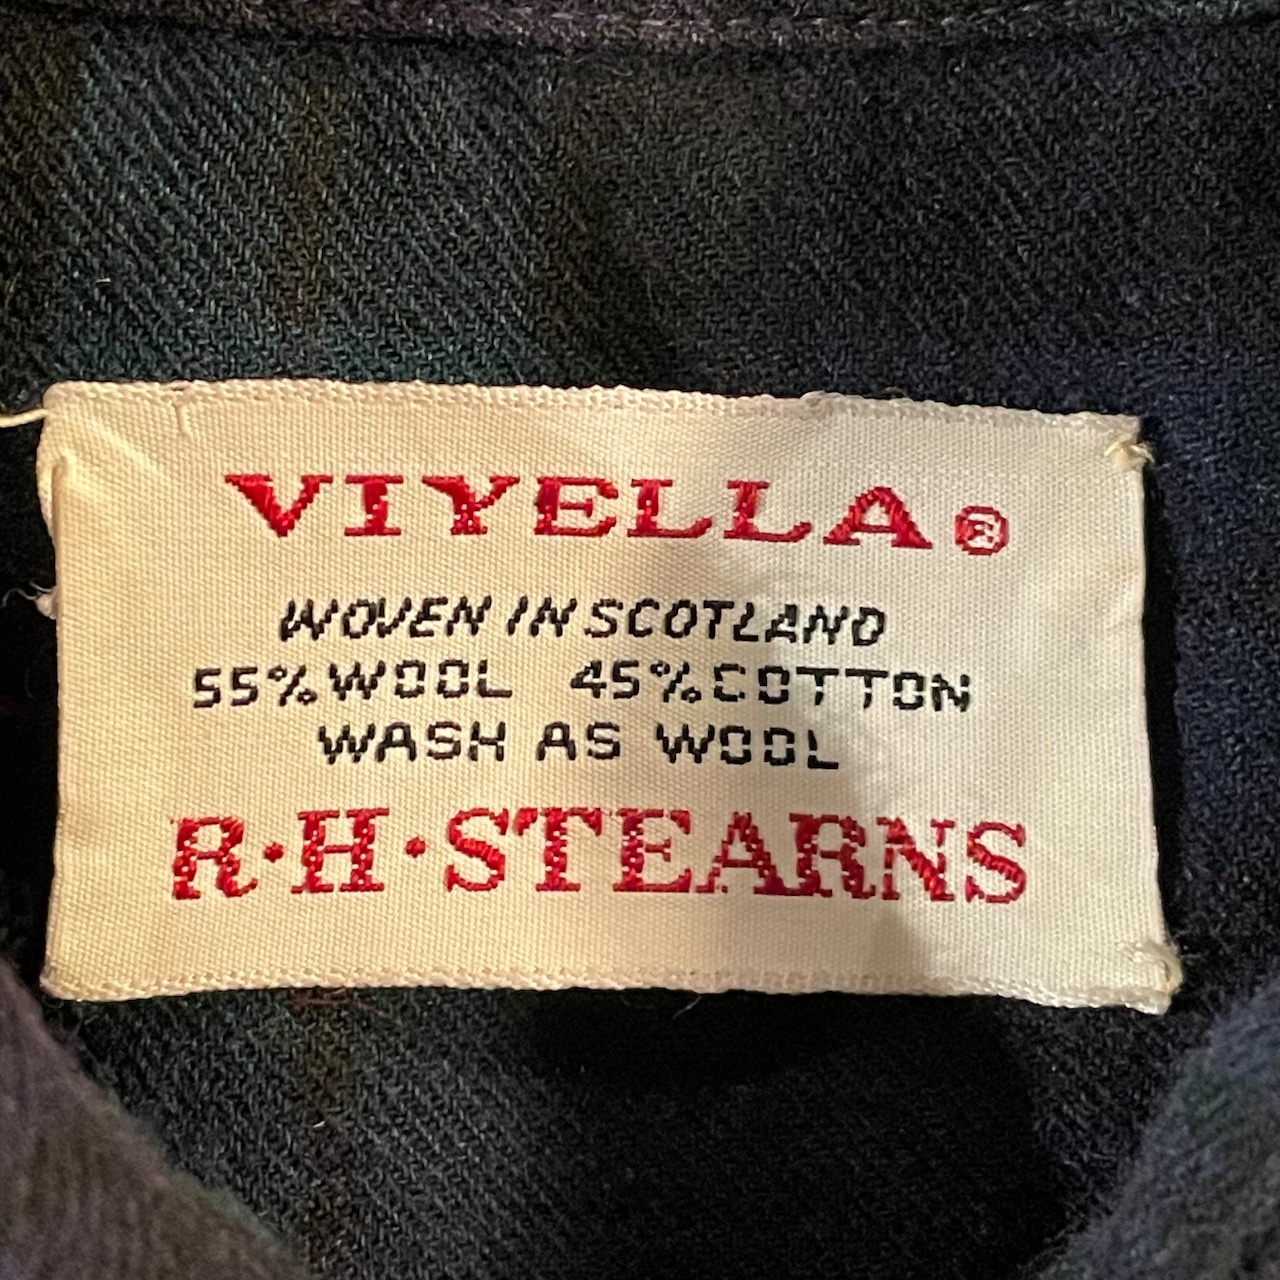 VIYELLA®
WOVEN IN SCOTLAND
55% WOOL 45% COTTON
WASH AS WOOL
R·H·STEARNS